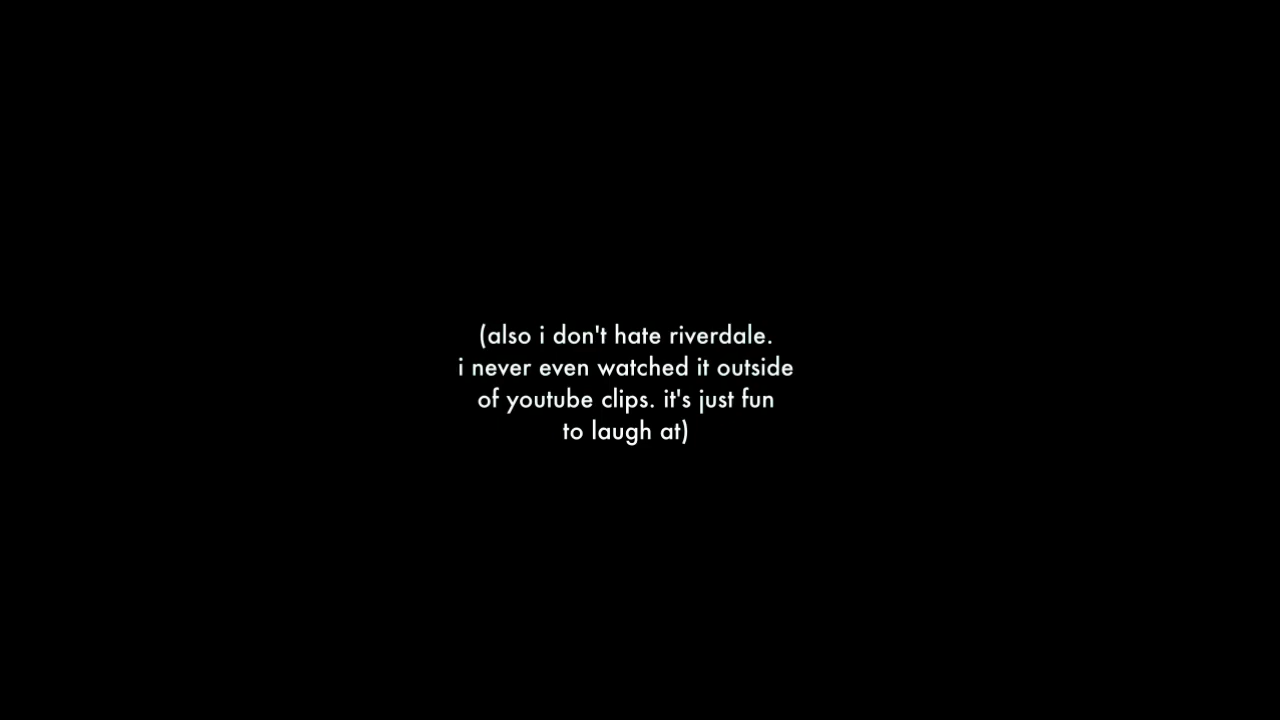 (also i don't hate riverdale.
i never even watched it outside
of youtube clips. it's just fun
to laugh at)